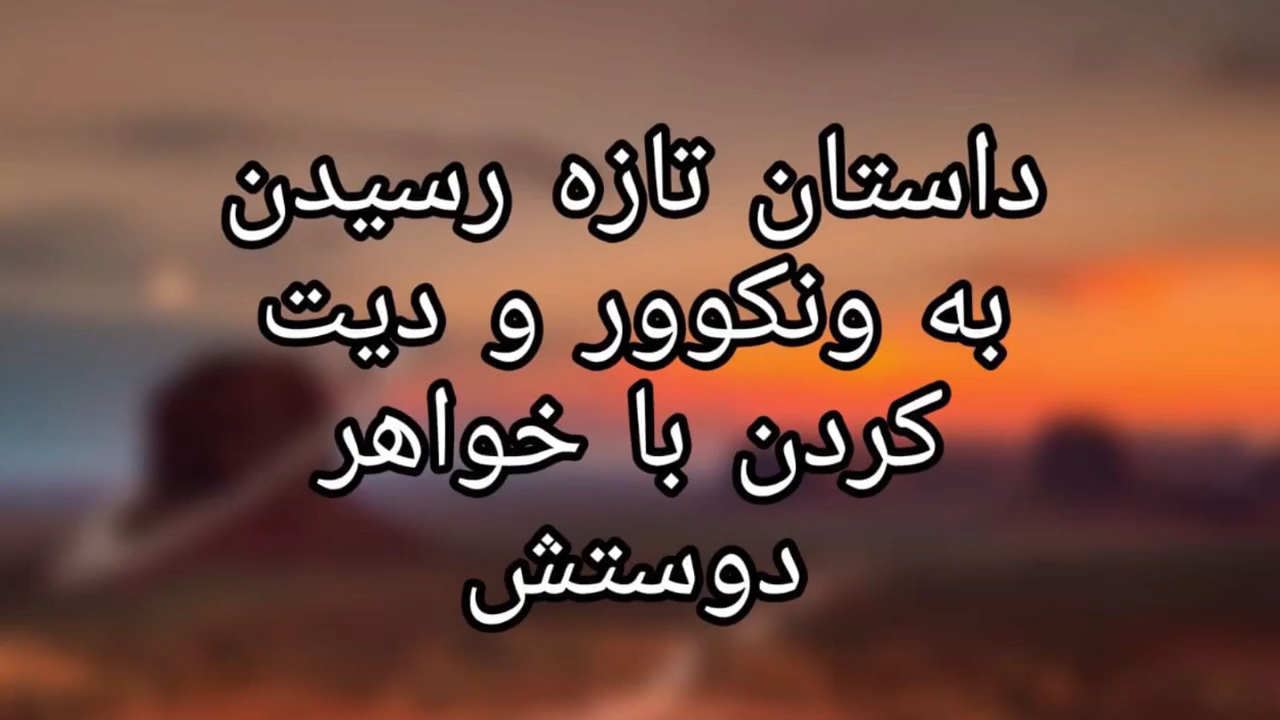 داستان تازه رسیدن
به ونکوور و دیت
کردن با خواهر
دوستش